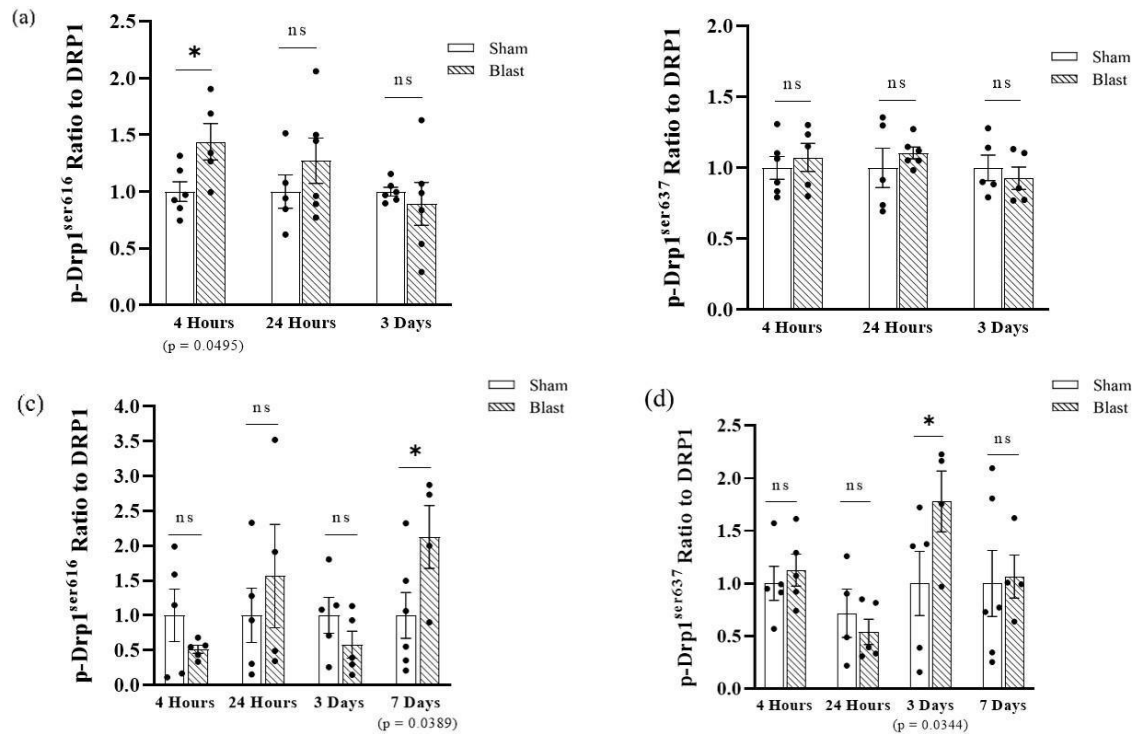 (a)
p-Drp1ser616 Ratio to DRP1
2.5
2.0
1.5
1.0
0.5
0.0
*
ns
ns
Sham
Blast
4 Hours
24 Hours
3 Days
(p = 0.0495)
p-Drp1ser637 Ratio to DRP1
2.0
1.5
1.0
0.5
0.0
ns
ns
ns
Sham
Blast
4 Hours
24 Hours
3 Days
(c)
p-Drp1ser616 Ratio to DRP1
4.0
3.5
3.0
2.5
2.0
1.5
1.0
0.5
0.0
ns
ns
ns
*
Sham
Blast
4 Hours
24 Hours
3 Days
7 Days
(p = 0.0389)
(d)
p-Drp1ser637 Ratio to DRP1
2.5
2.0
1.5
1.0
0.5
0.0
ns
ns
*
ns
Sham
Blast
4 Hours
24 Hours
3 Days
7 Days
(p = 0.0344)